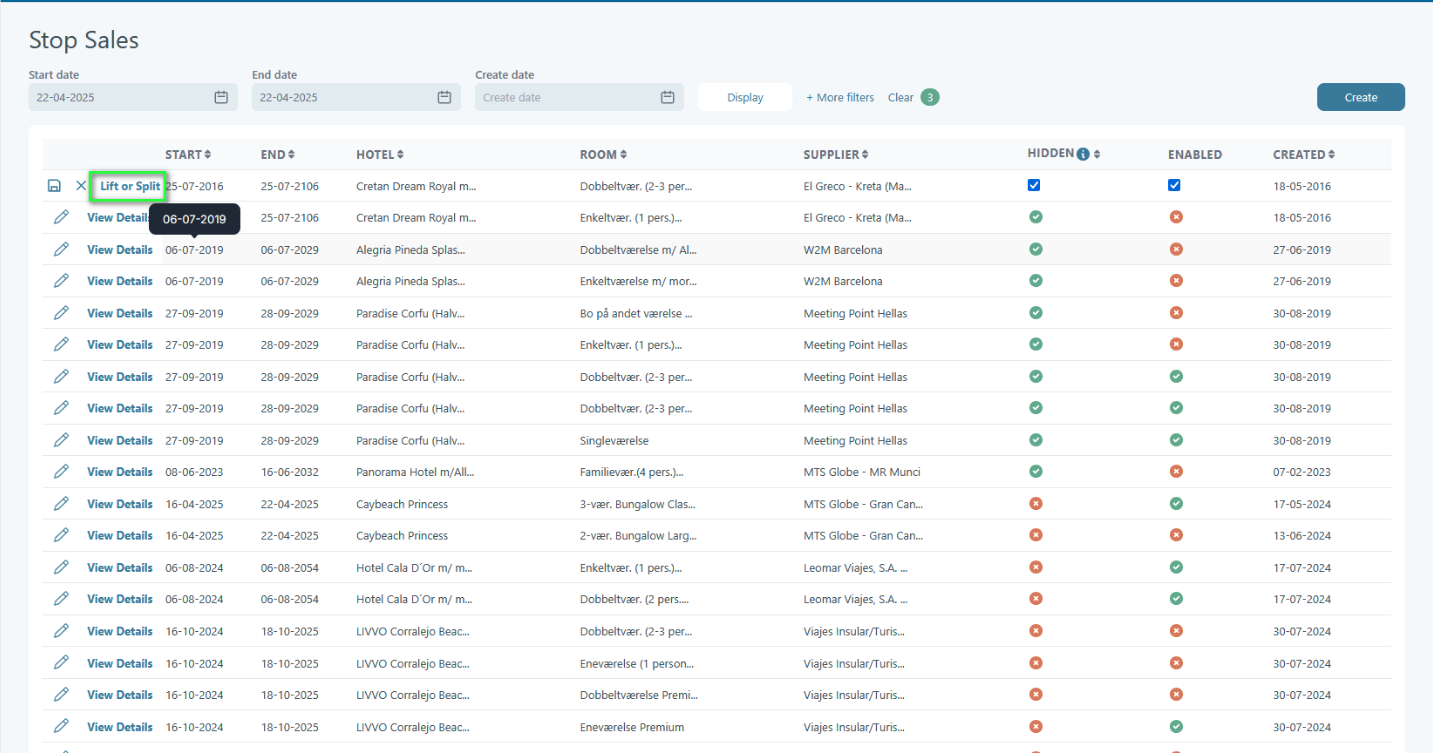 Stop Sales
Start date End date Create date
22-04-2025 22-04-2025 Create date Display + More filters Clear 3 Create
START END HOTEL ROOM SUPPLIER HIDDEN i ENABLED CREATED
Lift or Split 25-07-2016 25-07-2106 Cretan Dream Royal m... Dobbeltvær. (2-3 per... El Greco - Kreta (Ma... 18-05-2016
View Details 06-07-2019 25-07-2106 Cretan Dream Royal m... Enkeltvær. (1 pers.)... El Greco - Kreta (Ma... 18-05-2016
View Details 06-07-2019 06-07-2029 Alegria Pineda Splas... Dobbeltværelse m/ Al... W2M Barcelona 27-06-2019
View Details 06-07-2019 06-07-2029 Alegria Pineda Splas... Enkeltværelse m/ mor... W2M Barcelona 27-06-2019
View Details 27-09-2019 28-09-2029 Paradise Corfu (Halv... Bo på andet værelse ... Meeting Point Hellas 30-08-2019
View Details 27-09-2019 28-09-2029 Paradise Corfu (Halv... Enkeltvær. (1 pers.)... Meeting Point Hellas 30-08-2019
View Details 27-09-2019 28-09-2029 Paradise Corfu (Halv... Dobbeltvær. (2-3 per... Meeting Point Hellas 30-08-2019
View Details 27-09-2019 28-09-2029 Paradise Corfu (Halv... Dobbeltvær. (2-3 per... Meeting Point Hellas 30-08-2019
View Details 27-09-2019 28-09-2029 Paradise Corfu (Halv... Singleværelse Meeting Point Hellas 30-08-2019
View Details 08-06-2023 16-06-2032 Panorama Hotel m/All... Familievær.(4 pers.)... MTS Globe - MR Munci 07-02-2023
View Details 16-04-2025 22-04-2025 Caybeach Princess 3-vær. Bungalow Clas... MTS Globe - Gran Can... 17-05-2024
View Details 16-04-2025 22-04-2025 Caybeach Princess 2-vær. Bungalow Larg... MTS Globe - Gran Can... 13-06-2024
View Details 06-08-2024 06-08-2054 Hotel Cala D´Or m/ m... Enkeltvær. (1 pers.)... Leomar Viajes, S.A. ... 17-07-2024
View Details 06-08-2024 06-08-2054 Hotel Cala D´Or m/ m... Dobbeltvær. (2 pers.... Leomar Viajes, S.A. ... 17-07-2024
View Details 16-10-2024 18-10-2025 LIVVO Corralejo Beac... Dobbeltvær. (2-3 per... Viajes Insular/Turis... 30-07-2024
View Details 16-10-2024 18-10-2025 LIVVO Corralejo Beac... Eneværelse (1 person... Viajes Insular/Turis... 30-07-2024
View Details 16-10-2024 18-10-2025 LIVVO Corralejo Beac... Dobbeltværelse Premi... Viajes Insular/Turis... 30-07-2024
View Details 16-10-2024 18-10-2025 LIVVO Corralejo Beac... Eneværelse Premium Viajes Insular/Turis... 30-07-2024